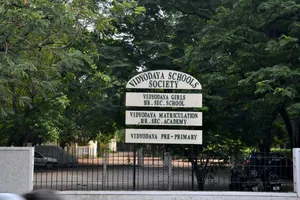 VIDYODAYA SCHOOLS
SOCIETY
VIDYODAYA GIRLS
HR. SEC. SCHOOL
VIDYODAYA MATRICULATION
HR. SEC. ACADEMY
VIDYODAYA PRE-PRIMARY